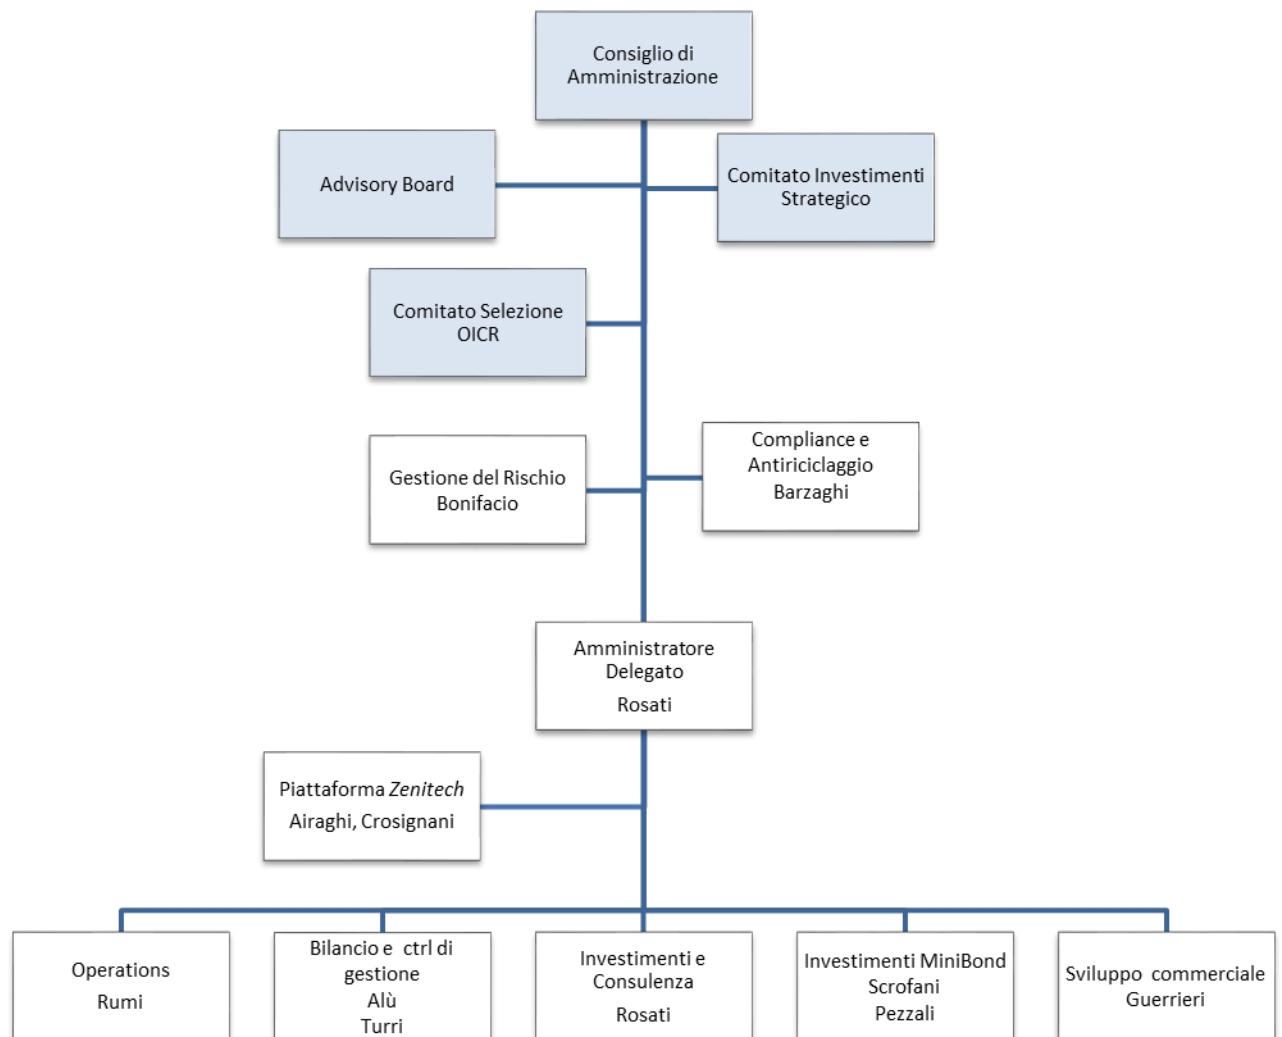 Consiglio di
Amministrazione
Advisory Board
Comitato Investimenti
Strategico
Comitato Selezione
OICR
Gestione del Rischio
Bonifacio
Compliance e
Antiriciclaggio
Barzaghi
Amministratore
Delegato
Rosati
Piattaforma Zenitech
Airaghi, Crosignani
Operations
Rumi
Bilancio e ctrl di
gestione
Alù
Turri
Investimenti e
Consulenza
Rosati
Investimenti MiniBond
Scrofani
Pezzali
Sviluppo commerciale
Guerrieri